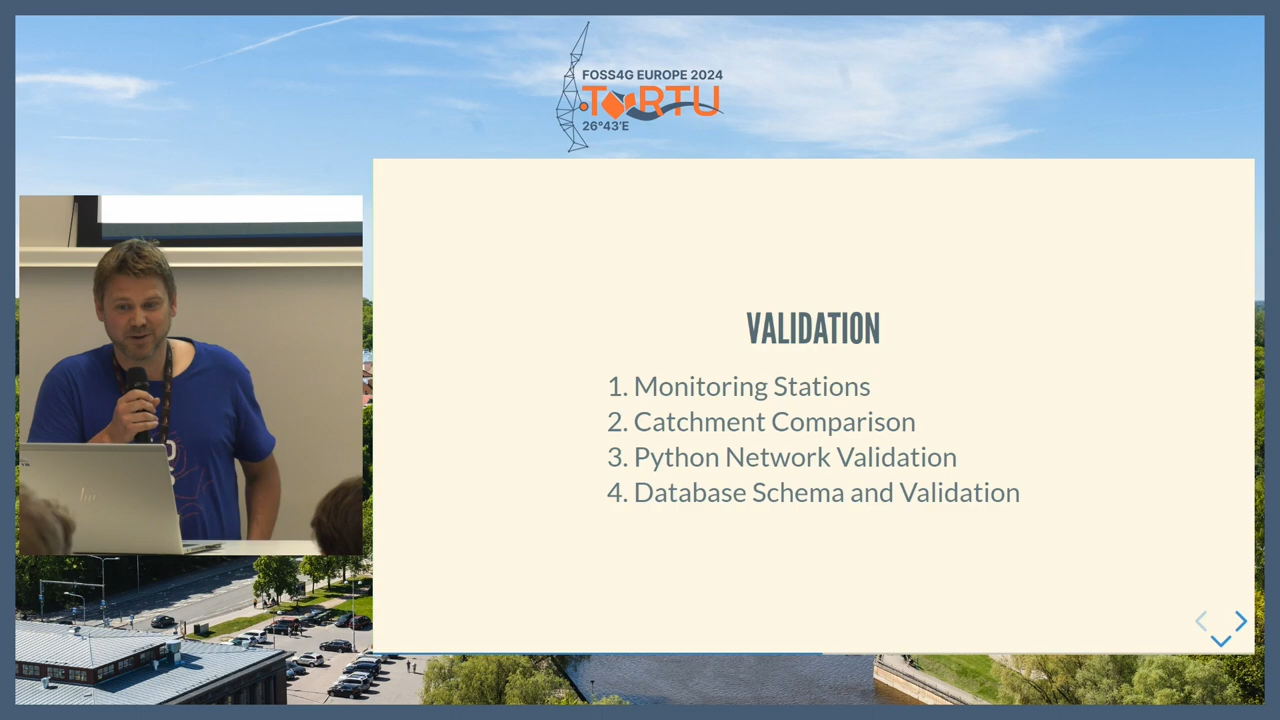 FOSS4G EUROPE 2024
TARTU
26°43'E
VALIDATION
1. Monitoring Stations
2. Catchment Comparison
3. Python Network Validation
4. Database Schema and Validation
hp